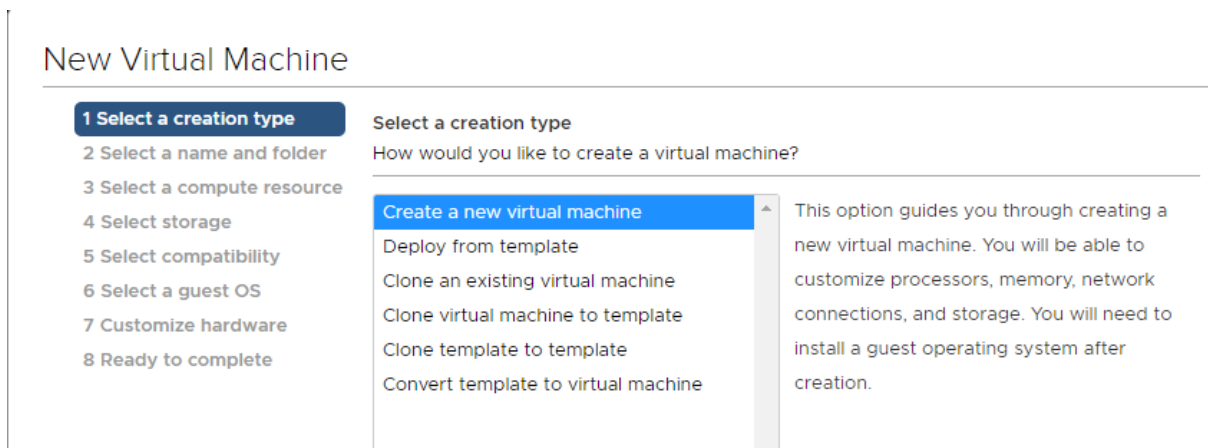 New Virtual Machine
1 Select a creation type
2 Select a name and folder
3 Select a compute resource
4 Select storage
5 Select compatibility
6 Select a guest OS
7 Customize hardware
8 Ready to complete
Select a creation type
How would you like to create a virtual machine?
Create a new virtual machine
Deploy from template
Clone an existing virtual machine
Clone virtual machine to template
Clone template to template
Convert template to virtual machine
This option guides you through creating a
new virtual machine. You will be able to
customize processors, memory, network
connections, and storage. You will need to
install a guest operating system after
creation.